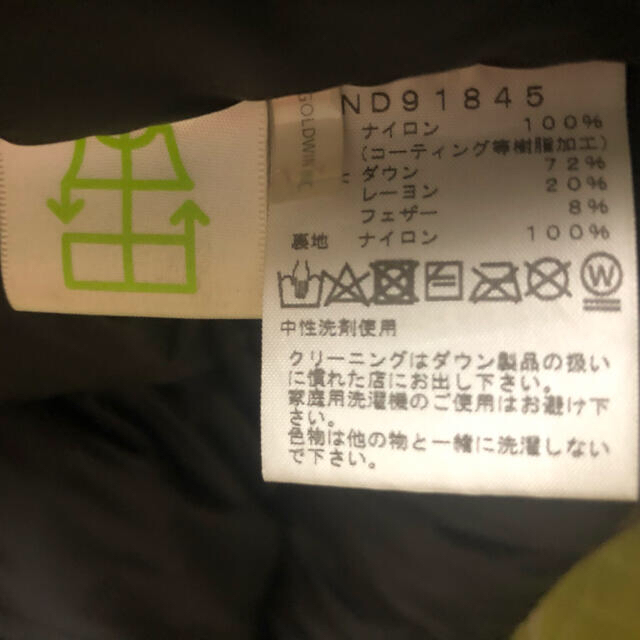 GOLDWIN
ND91845
ナイロン 100%
(コーティング等樹脂加工)
ダウン 72%
レーヨン 20%
フェザー 8%
裏地 ナイロン 100%
W
中性洗剤使用
クリーニングはダウン製品の扱い
に慣れた店にお出し下さい。
家庭用洗濯機のご使用はお避け下
さい。
色物は他の物と一緒に洗濯しない
で下さい。